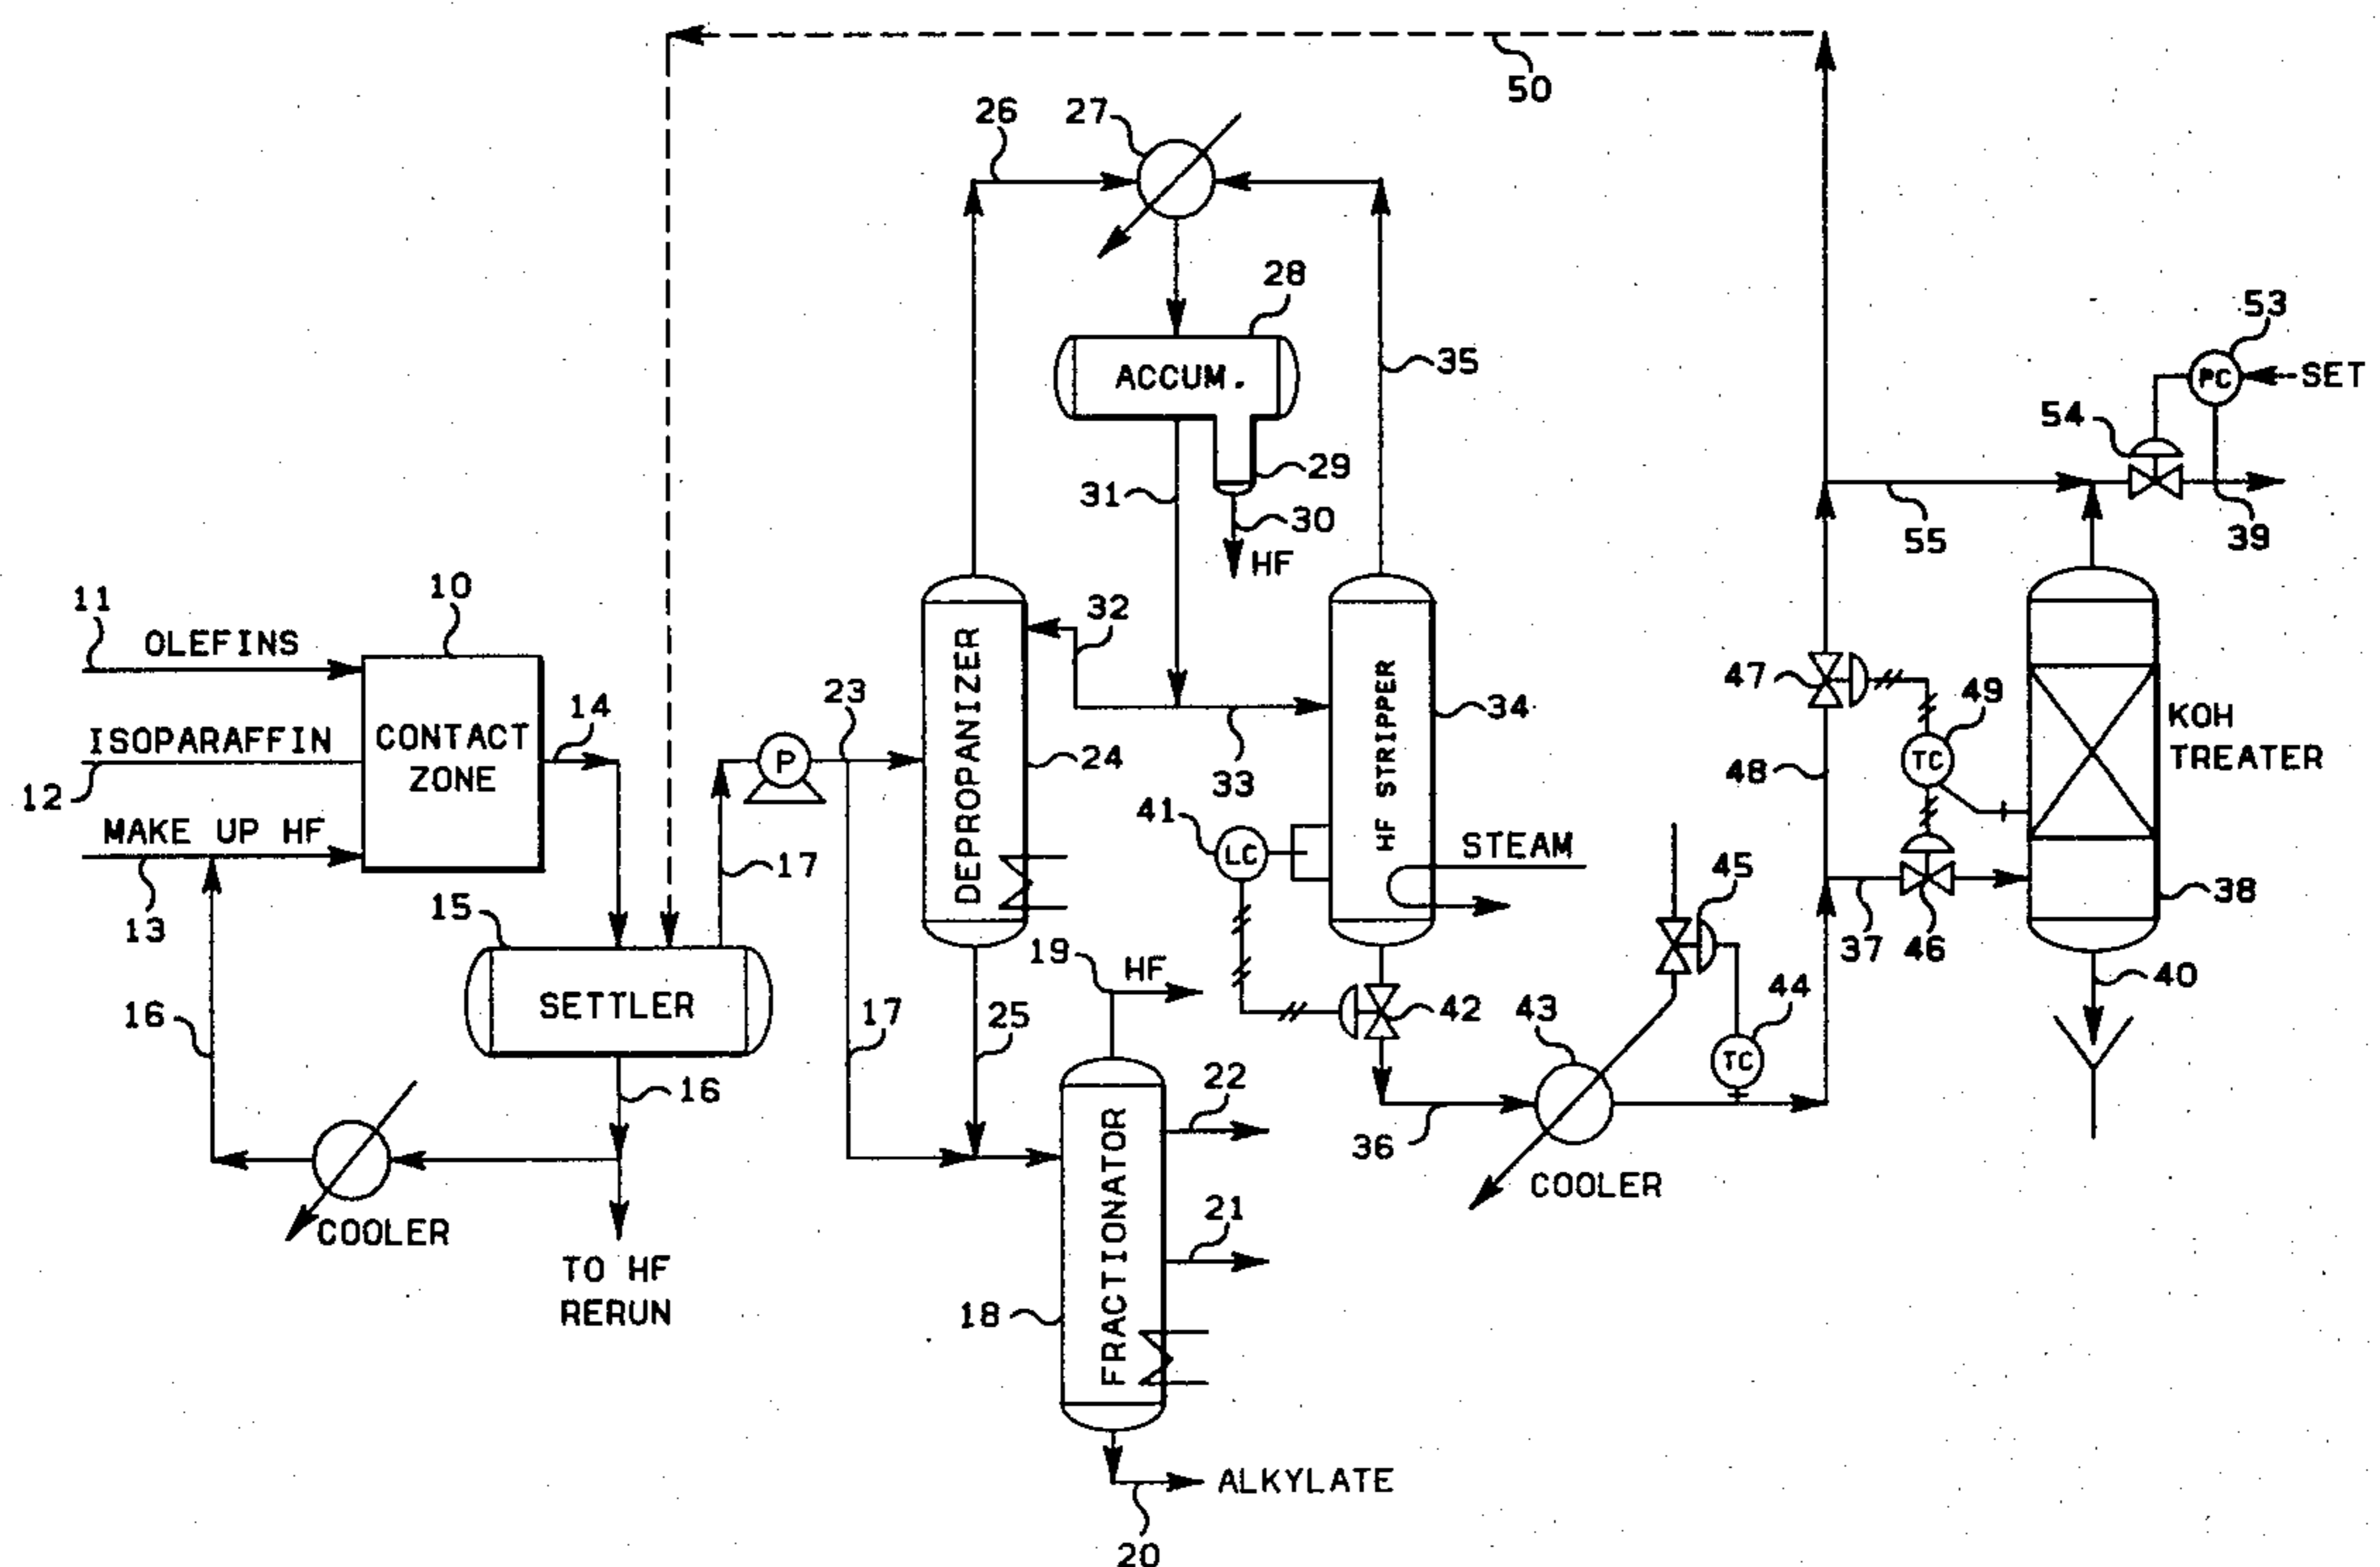 50
26
27
28
ACCUM.
35
53
PC
SET
54
29
31
30
HF
55
39
11
OLEFINS
10
32
47
49
KOH
TREATER
ISOPARAFFIN
12
CONTACT
ZONE
14
23
P
DEPROPANIZER
24
33
HF STRIPPER
34
48
TC
MAKE UP HF
13
17
41
LC
STEAM
45
38
15
SETTLER
19
HF
37
46
16
17
25
42
43
44
TC
40
16
22
36
COOLER
COOLER
21
TO HF
RERUN
18
FRACTIONATOR
ALKYLATE
20